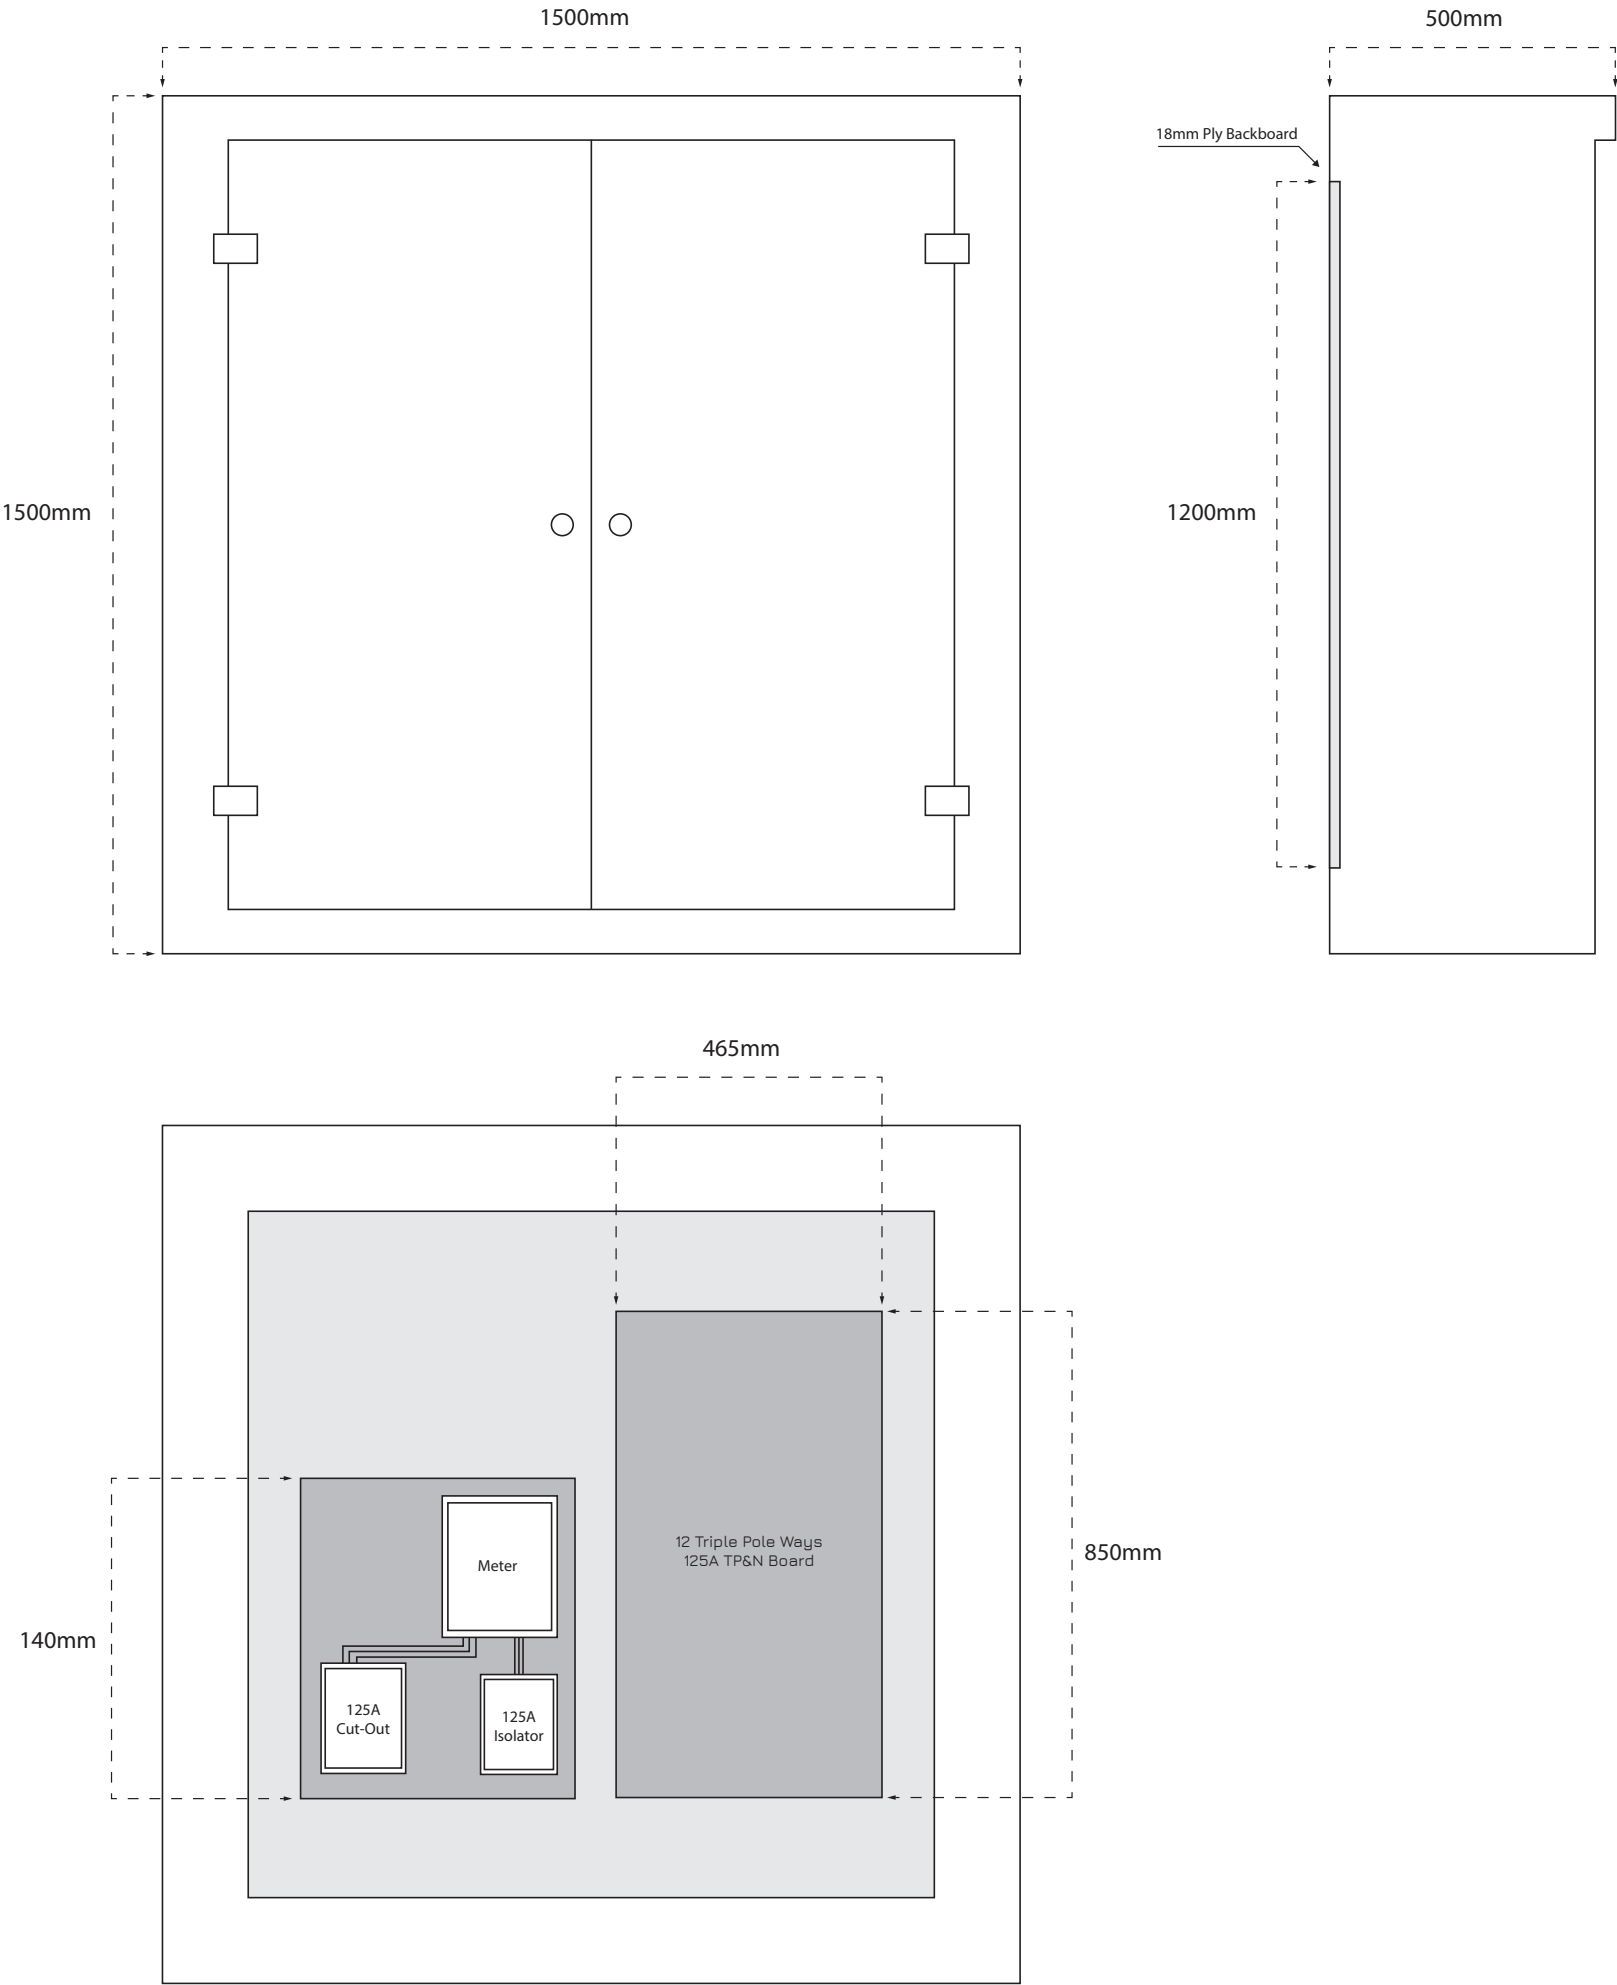 1500mm
500mm
18mm Ply Backboard
1500mm
1200mm
465mm
12 Triple Pole Ways
125A TP&N Board
850mm
Meter
140mm
125A
Cut-Out
125A
Isolator